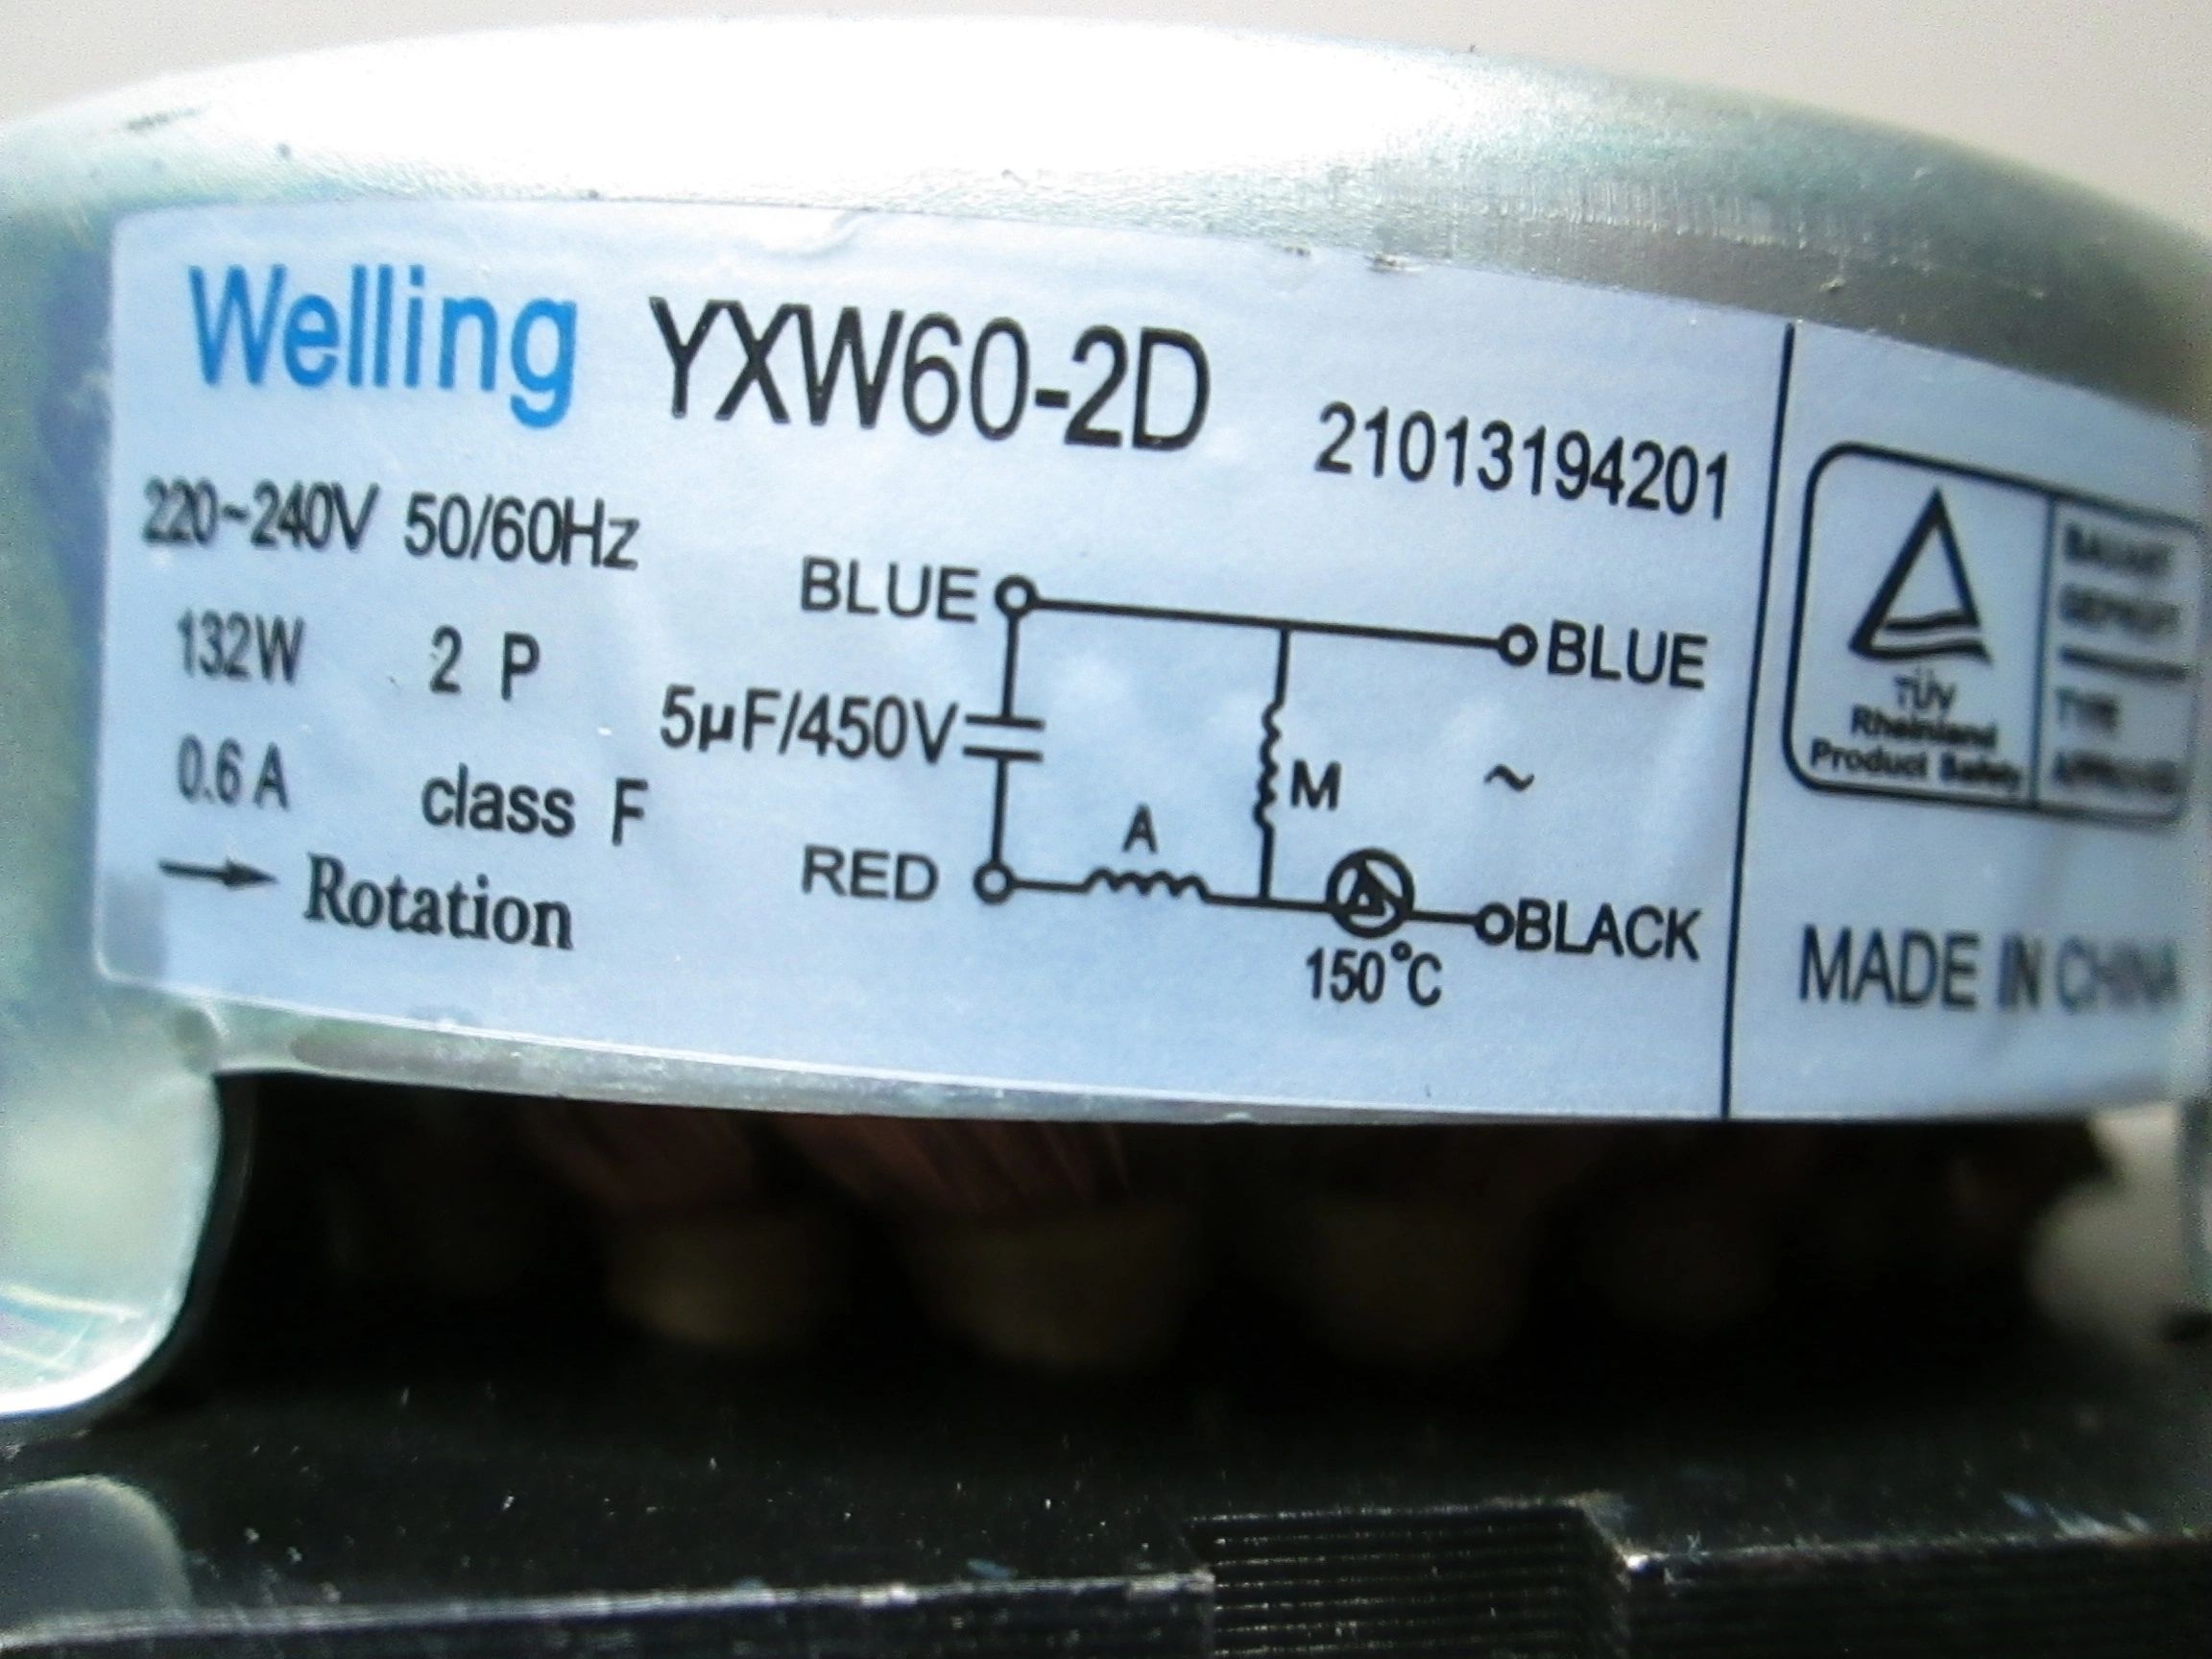 Welling YXW60-2D 21013194201
220~240V 50/60Hz
132W 2 P
0.6 A class F
→ Rotation
BLUE BLUE
5µF/450V M ~
A
RED BLACK
150°C
TÜV
Rheinland
Product Safety
TYPE
MADE IN CHINA